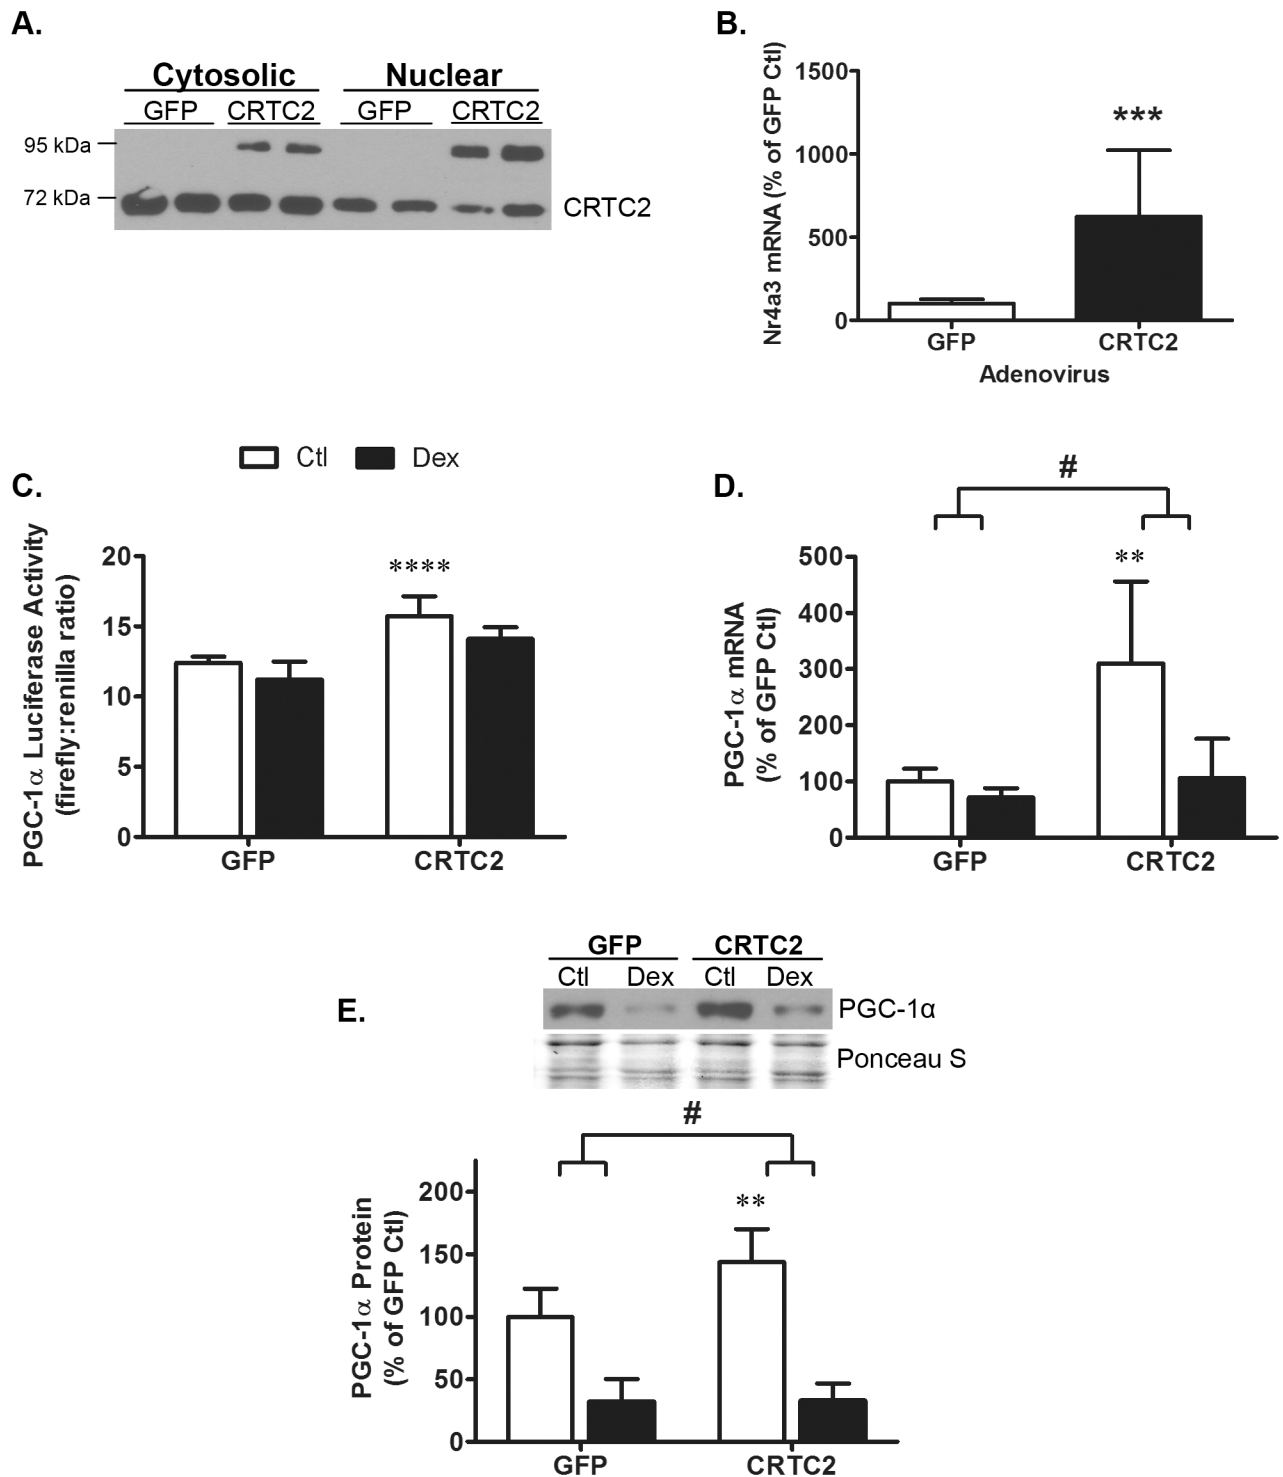 A.
Cytosolic Nuclear
GFP CRTC2 GFP CRTC2
95 kDa
72 kDa
CRTC2
B.
Nr4a3 mRNA (% of GFP Ctl)
1500
1000
500
0
***
GFP CRTC2
Adenovirus
Ctl Dex
C.
PGC-1α Luciferase Activity
(firefly:renilla ratio)
20
15
10
5
0
****
GFP CRTC2
D.
#
PGC-1α mRNA
(% of GFP Ctl)
500
400
300
200
100
0
**
GFP CRTC2
E.
GFP CRTC2
Ctl Dex Ctl Dex
PGC-1α
Ponceau S
#
PGC-1α Protein
(% of GFP Ctl)
200
150
100
50
0
**
GFP CRTC2